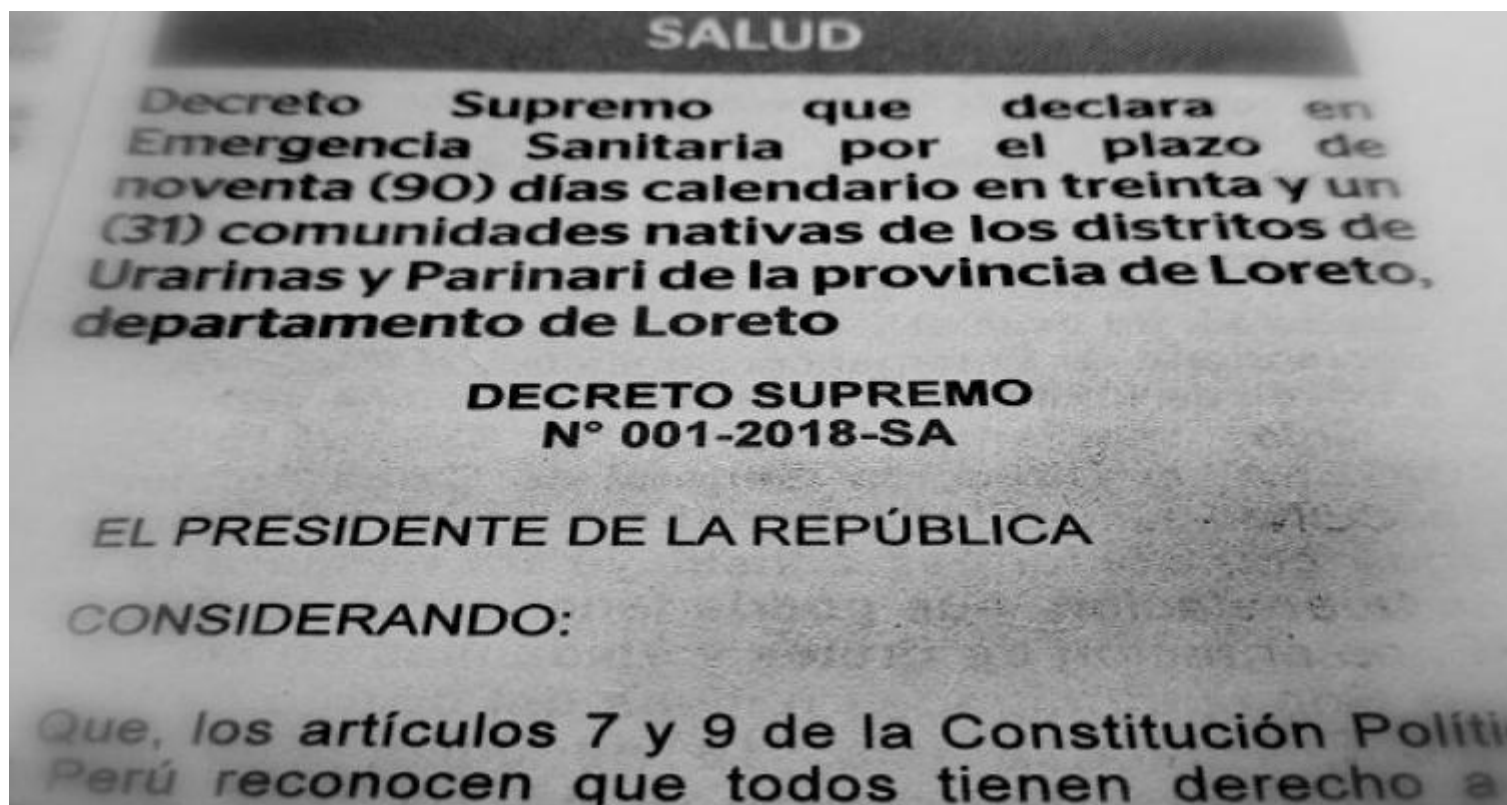 SALUD
Decreto Supremo que declara en
Emergencia Sanitaria por el plazo de
noventa (90) días calendario en treinta y un
(31) comunidades nativas de los distritos de
Urarinas y Parinari de la provincia de Loreto,
departamento de Loreto
DECRETO SUPREMO
N° 001-2018-SA
EL PRESIDENTE DE LA REPÚBLICA
CONSIDERANDO:
Que, los artículos 7 y 9 de la Constitución Políti
Perú reconocen que todos tienen derecho a